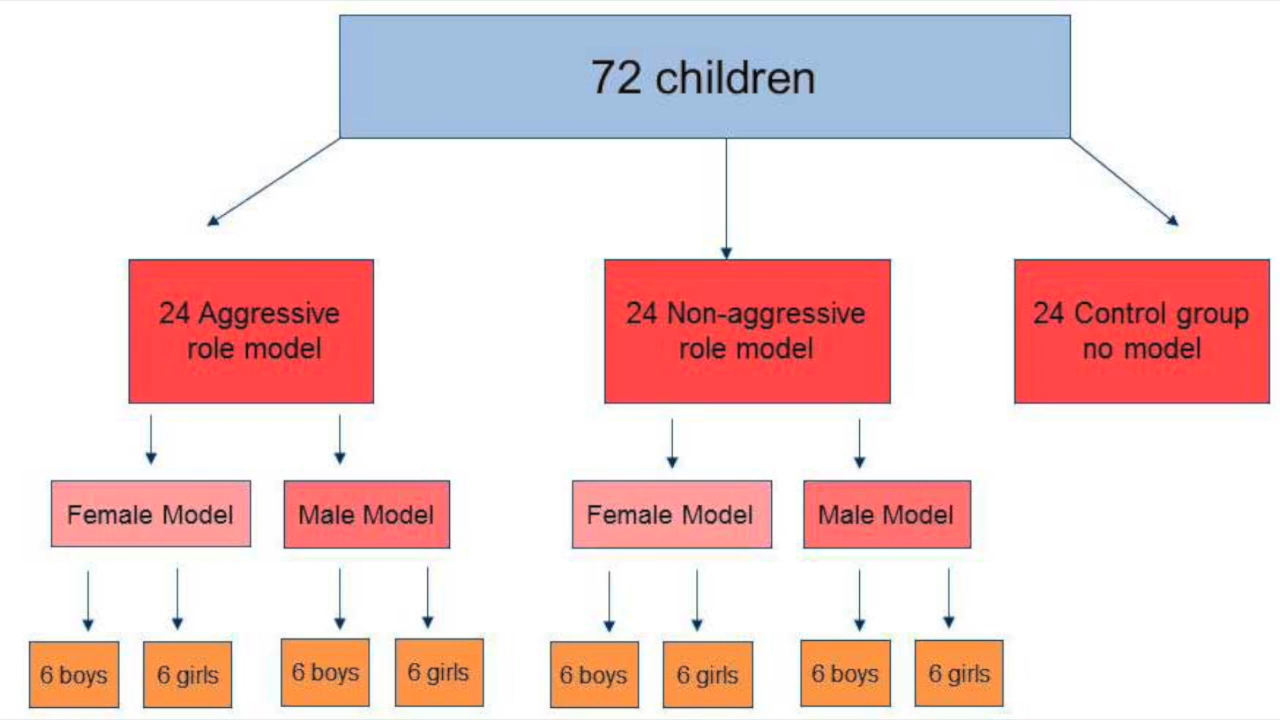 72 children
24 Aggressive
role model
24 Non-aggressive
role model
24 Control group
no model
Female Model
Male Model
Female Model
Male Model
6 boys
6 girls
6 boys
6 girls
6 boys
6 girls
6 boys
6 girls